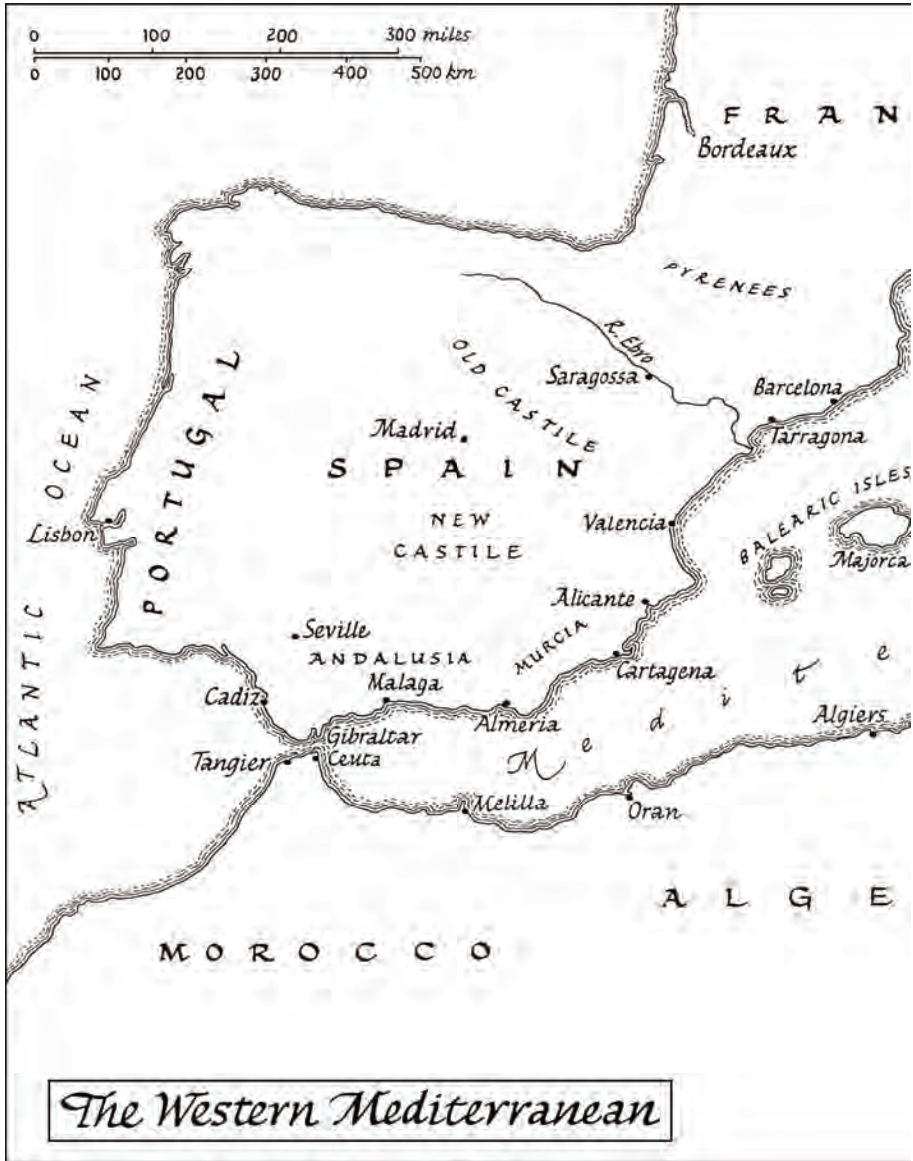 0 100 200 300 miles
0 100 200 300 400 500 km
FRAN
Bordeaux
PYRENEES
R. Ebro
OLD CASTILE
Saragossa
Barcelona
Tarragona
Madrid
SPAIN
PORTUGAL
ATLANTIC OCEAN
Lisbon
NEW
CASTILE
Valencia
BALEARIC ISLES
Majorca
Alicante
Seville
ANDALUSIA
MURCIA
Cartagena
Cadiz
Malaga
Almeria
Gibraltar
Tangier
Ceuta
Medite
Algiers
Melilla
Oran
ALGE
MOROCCO
The Western Mediterranean